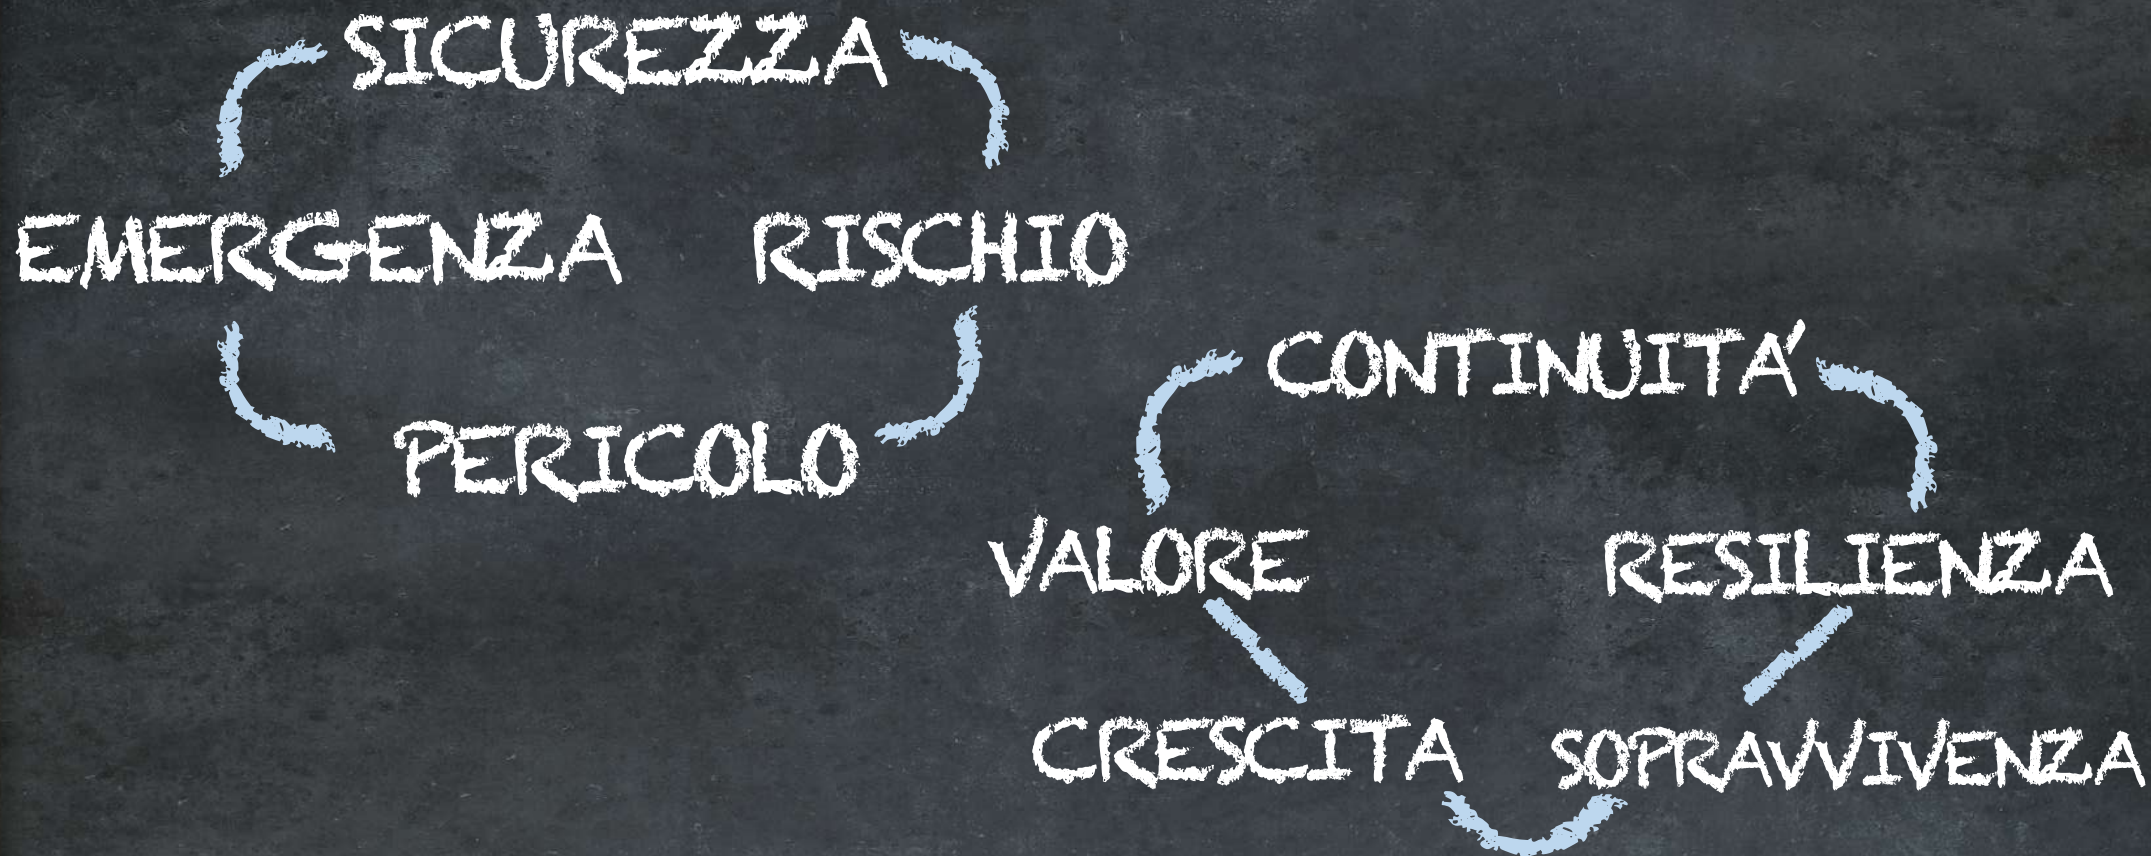 SICUREZZA
EMERGENZA RISCHIO
PERICOLO
CONTINUITA'
VALORE RESILIENZA
CRESCITA SOPRAVVIVENZA